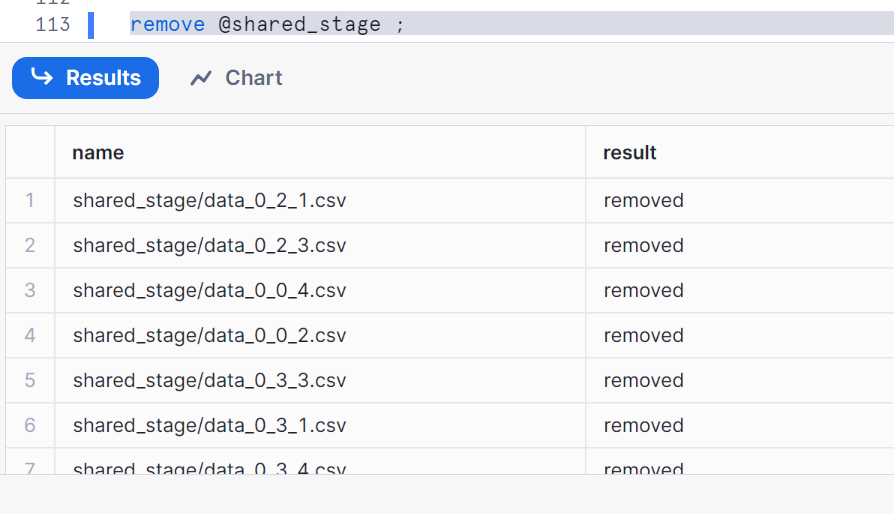 113 remove @shared_stage ;
Results Chart
name result
1 shared_stage/data_0_2_1.csv removed
2 shared_stage/data_0_2_3.csv removed
3 shared_stage/data_0_0_4.csv removed
4 shared_stage/data_0_0_2.csv removed
5 shared_stage/data_0_3_3.csv removed
6 shared_stage/data_0_3_1.csv removed
7 shared_stage/data_0_3_4.csv removed